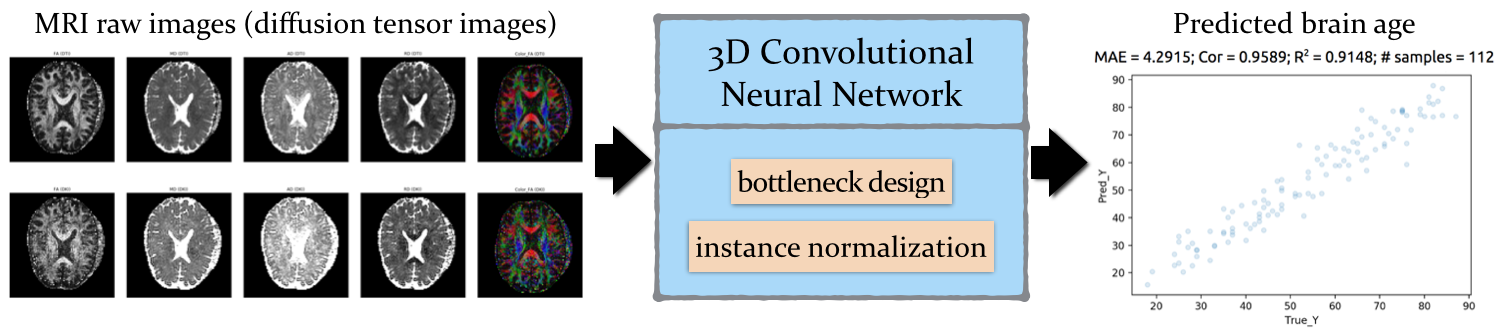 MRI raw images (diffusion tensor images)
FA (DTI)
MD (DTI)
AD (DTI)
RD (DTI)
Color_FA (DTI)
FA (DKI)
MD (DKI)
AD (DKI)
RD (DKI)
Color_FA (DKI)
3D Convolutional
Neural Network
bottleneck design
instance normalization
Predicted brain age
MAE = 4.2915; Cor = 0.9589; R² = 0.9148; # samples = 112
90
80
70
60
50
40
30
20
Pred_Y
20 30 40 50 60 70 80 90
True_Y